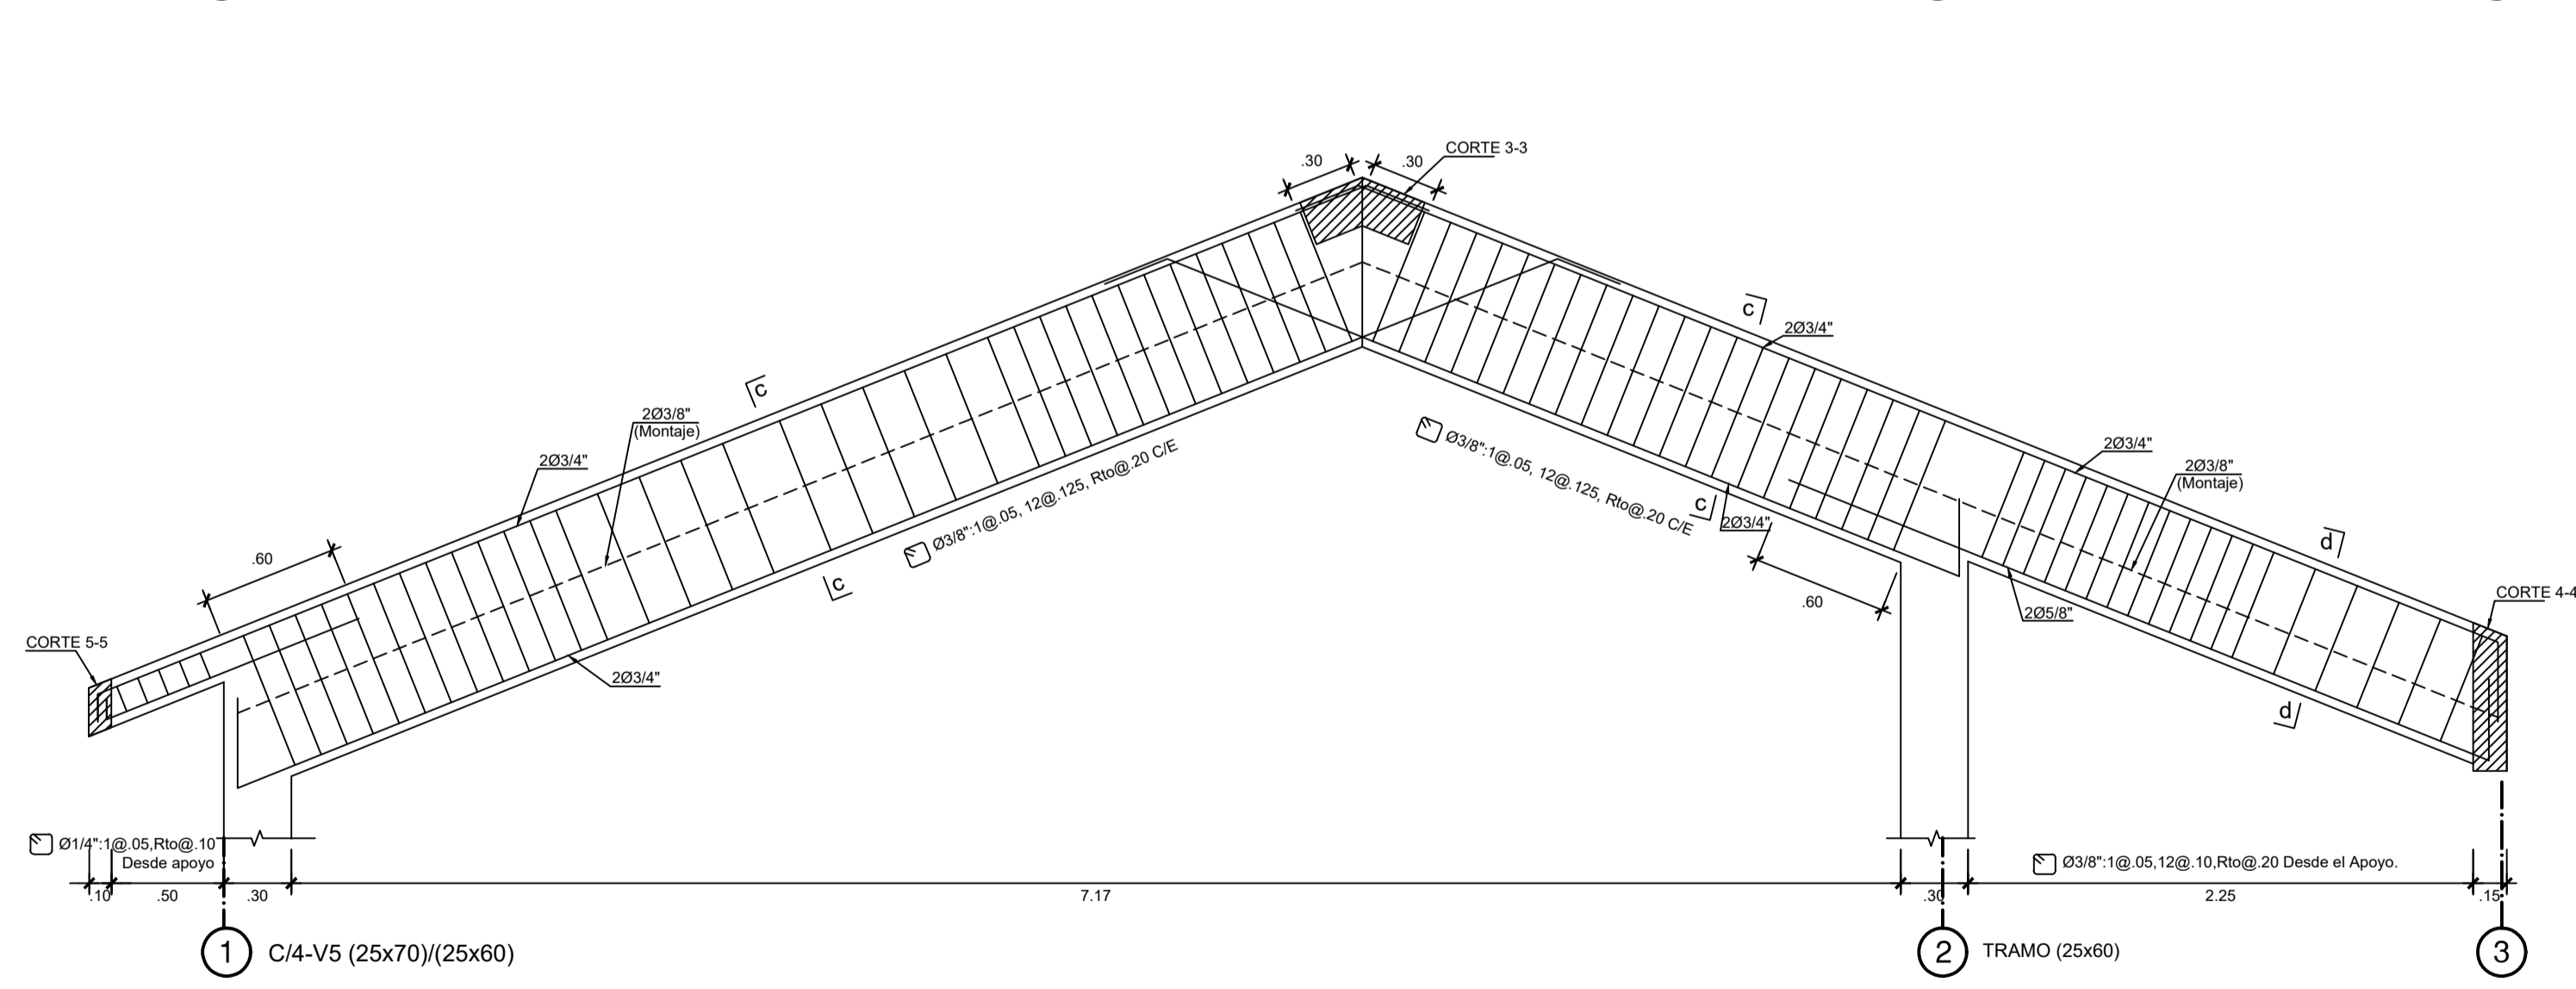 .30
.30
CORTE 3-3
c
2Ø3/4"
c
2Ø3/8"
(Montaje)
2Ø3/4"
2Ø3/4"
2Ø3/8"
(Montaje)
Ø3/8":1@.05, 12@.125, Rto@.20 C/E
Ø3/8":1@.05, 12@.125, Rto@.20 C/E
c
2Ø3/4"
d
.60
c
.60
CORTE 4-4
2Ø5/8"
CORTE 5-5
2Ø3/4"
d
Ø1/4":1@.05,Rto@.10
Desde apoyo
Ø3/8":1@.05,12@.10,Rto@.20 Desde el Apoyo.
.10
.50
.30
7.17
.30
2.25
.15
1
C/4-V5 (25x70)/(25x60)
2
TRAMO (25x60)
3